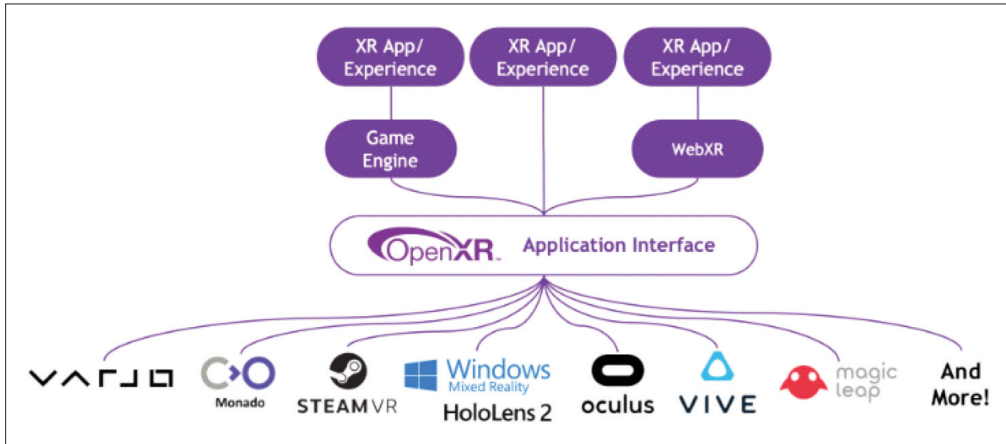 XR App/
Experience
XR App/
Experience
XR App/
Experience
Game
Engine
WebXR
OpenXR™ Application Interface
VARJO
Monado
STEAMVR
Windows
Mixed Reality
HoloLens 2
oculus
VIVE
magic
leap
And
More!